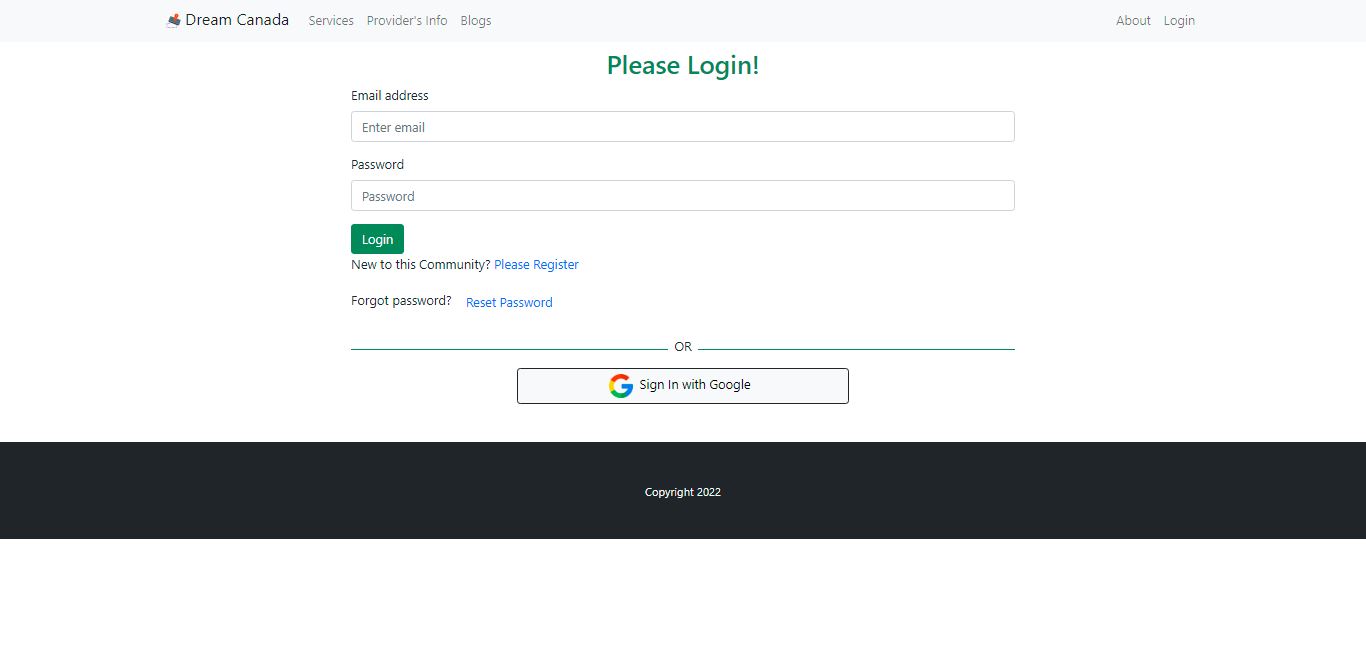 Dream Canada Services Provider's Info Blogs About Login
Please Login!
Email address
Enter email
Password
Password
Login
New to this Community? Please Register
Forgot password? Reset Password
OR
Sign In with Google
Copyright 2022